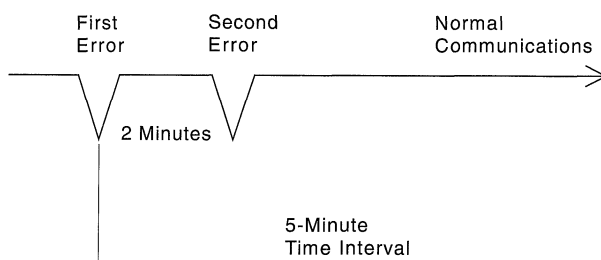 First
Error
Second
Error
Normal
Communications
2 Minutes
5-Minute
Time Interval